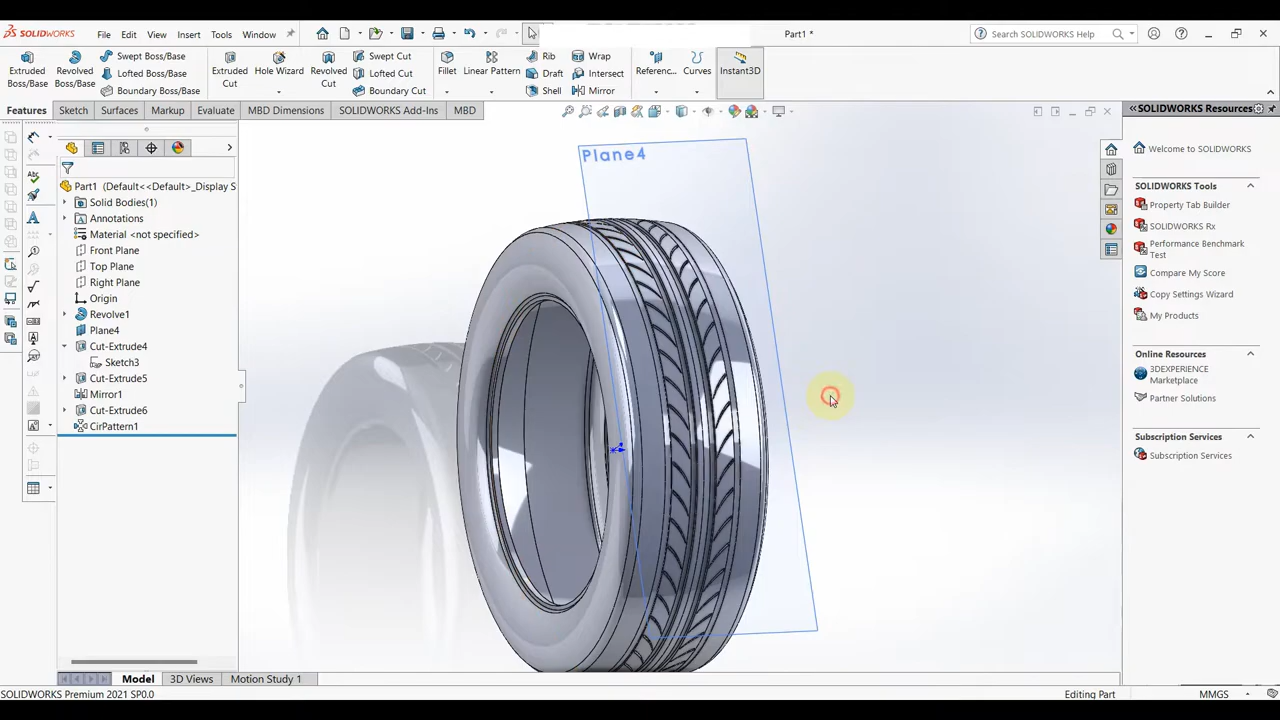 SOLIDWORKS File Edit View Insert Tools Window Part1 * Search SOLIDWORKS Help
Extruded Boss/Base
Revolved Boss/Base
Swept Boss/Base
Lofted Boss/Base
Boundary Boss/Base
Extruded Cut
Hole Wizard
Revolved Cut
Swept Cut
Lofted Cut
Boundary Cut
Fillet
Linear Pattern
Rib
Draft
Shell
Wrap
Intersect
Mirror
Referenc...
Curves
Instant3D
Features Sketch Surfaces Markup Evaluate MBD Dimensions SOLIDWORKS Add-Ins MBD
Part1 (Default<<Default>_Display S
Solid Bodies(1)
Annotations
Material <not specified>
Front Plane
Top Plane
Right Plane
Origin
Revolve1
Plane4
Cut-Extrude4
Sketch3
Cut-Extrude5
Mirror1
Cut-Extrude6
CirPattern1
Plane4
SOLIDWORKS Resources
Welcome to SOLIDWORKS
SOLIDWORKS Tools
Property Tab Builder
SOLIDWORKS Rx
Performance Benchmark
Test
Compare My Score
Copy Settings Wizard
My Products
Online Resources
3DEXPERIENCE
Marketplace
Partner Solutions
Subscription Services
Subscription Services
Model 3D Views Motion Study 1
SOLIDWORKS Premium 2021 SP0.0 Editing Part MMGS